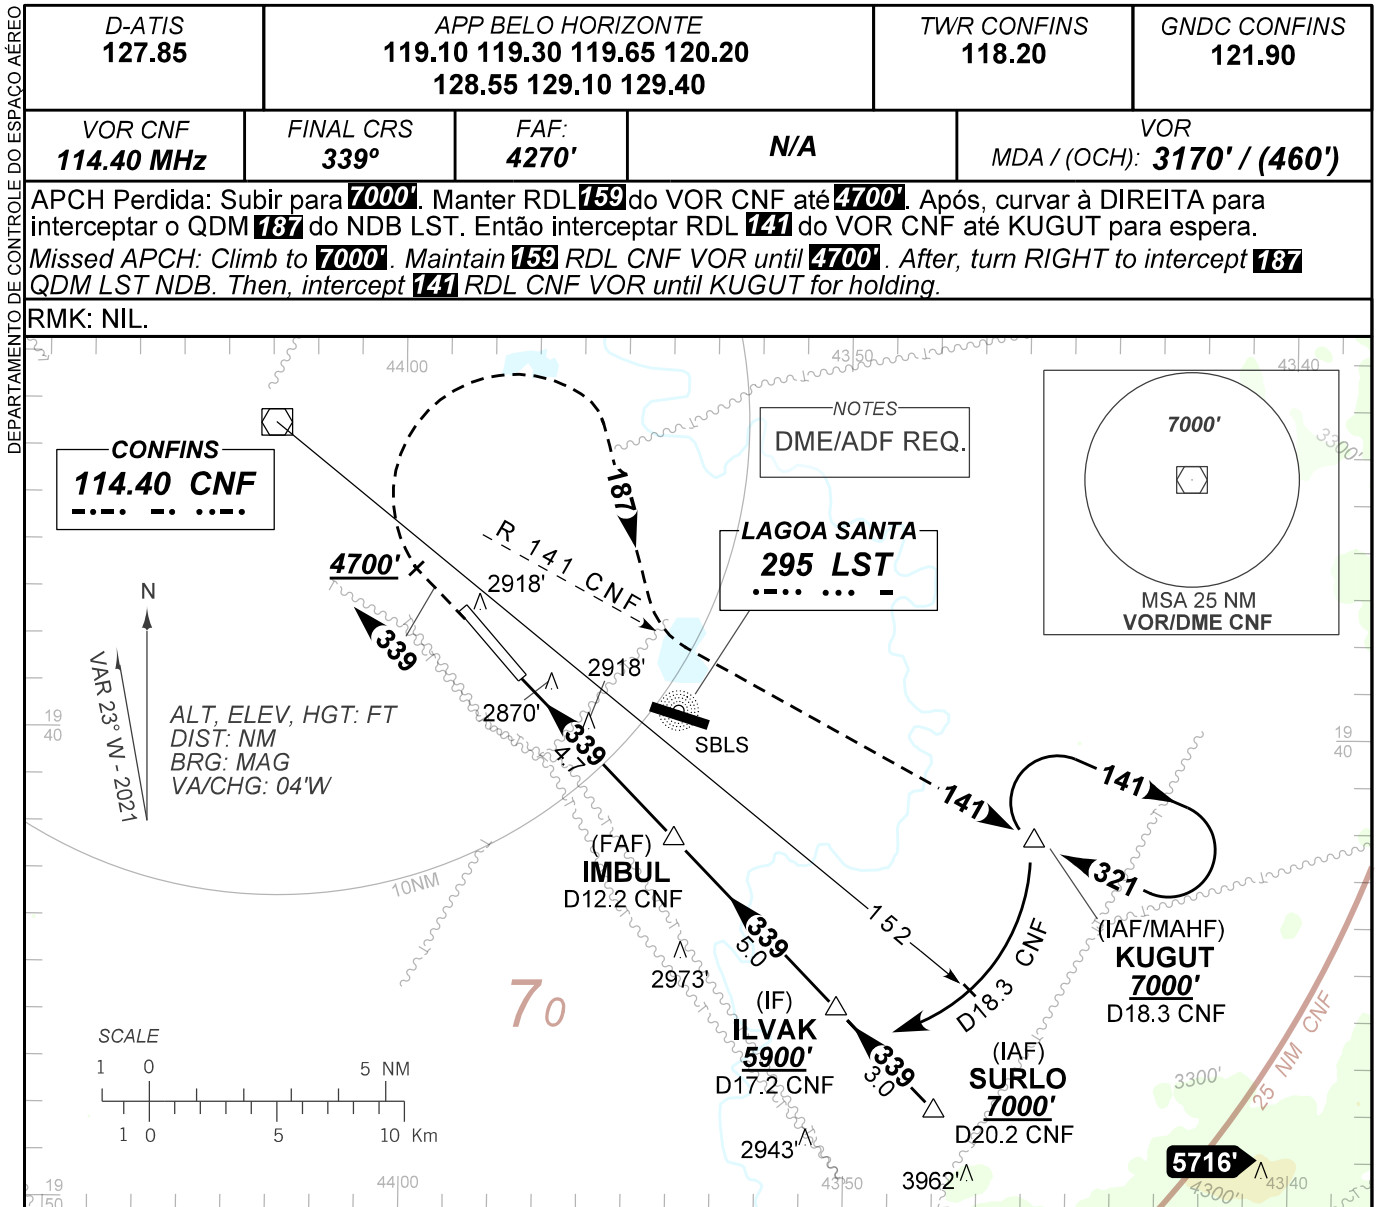 DEPARTAMENTO DE CONTROLE DO ESPAÇO AÉREO
D-ATIS
127.85
APP BELO HORIZONTE
119.10 119.30 119.65 120.20
128.55 129.10 129.40
TWR CONFINS
118.20
GNDC CONFINS
121.90
VOR CNF
114.40 MHz
FINAL CRS
339º
FAF:
4270'
N/A
VOR
MDA / (OCH): 3170' / (460')
APCH Perdida: Subir para 7000'. Manter RDL 159 do VOR CNF até 4700'. Após, curvar à DIREITA para
interceptar o QDM 187 do NDB LST. Então interceptar RDL 141 do VOR CNF até KUGUT para espera.
Missed APCH: Climb to 7000'. Maintain 159 RDL CNF VOR until 4700'. After, turn RIGHT to intercept 187
QDM LST NDB. Then, intercept 141 RDL CNF VOR until KUGUT for holding.
RMK: NIL.
44 00
43 50
43 40
CONFINS
114.40 CNF
NOTES
DME/ADF REQ.
7000'
MSA 25 NM
VOR/DME CNF
3300'
187
R 141 CNF
LAGOA SANTA
295 LST
4700'
2918'
339
2918'
2870'
N
VAR 23° W - 2021
ALT, ELEV, HGT: FT
DIST: NM
BRG: MAG
VA/CHG: 04'W
19
40
19
40
SBLS
339
4.7
141
141
321
(FAF)
IMBUL
D12.2 CNF
10NM
152
339
5.0
D18.3 CNF
(IAF/MAHF)
KUGUT
7000'
D18.3 CNF
2973'
70
(IF)
ILVAK
5900'
D17.2 CNF
339
3.0
(IAF)
SURLO
7000'
D20.2 CNF
25 NM CNF
3300'
SCALE
1 0 5 NM
1 0 5 10 Km
2943'
3962'
5716'
4300'
19
50
44 00
43 50
43 40